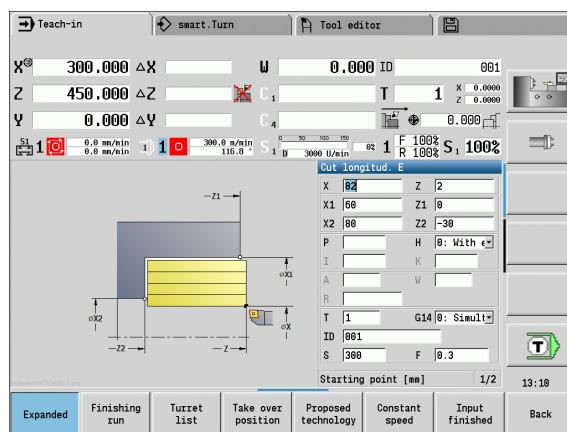 Teach-in smart.Turn Tool editor
X 300.000 ΔX W 0.000 ID 001
Z 450.000 ΔZ C1 T 1 X 0.0000
Z 0.0000
Y 0.000 ΔY C4 0.000
S1 1 0.0 mm/min 0.0 mm/min 1 300.0 m/min 116.8 ° S1 0 50 100 150 D 3000 U/min 0% 1 F 100% R 100% S1 100%
Cut longitud. E
X 82 Z 2
X1 60 Z1 0
X2 80 Z2 -30
P H 0: With e
I K
A W
R
T 1 G14 0: Simult
ID 001
S 300 F 0.3
Starting point [mm] 1/2
Z1
øX1
øX2
øX
Z2
Z
T
13:10
Expanded
Finishing run
Turret list
Take over position
Proposed technology
Constant speed
Input finished
Back